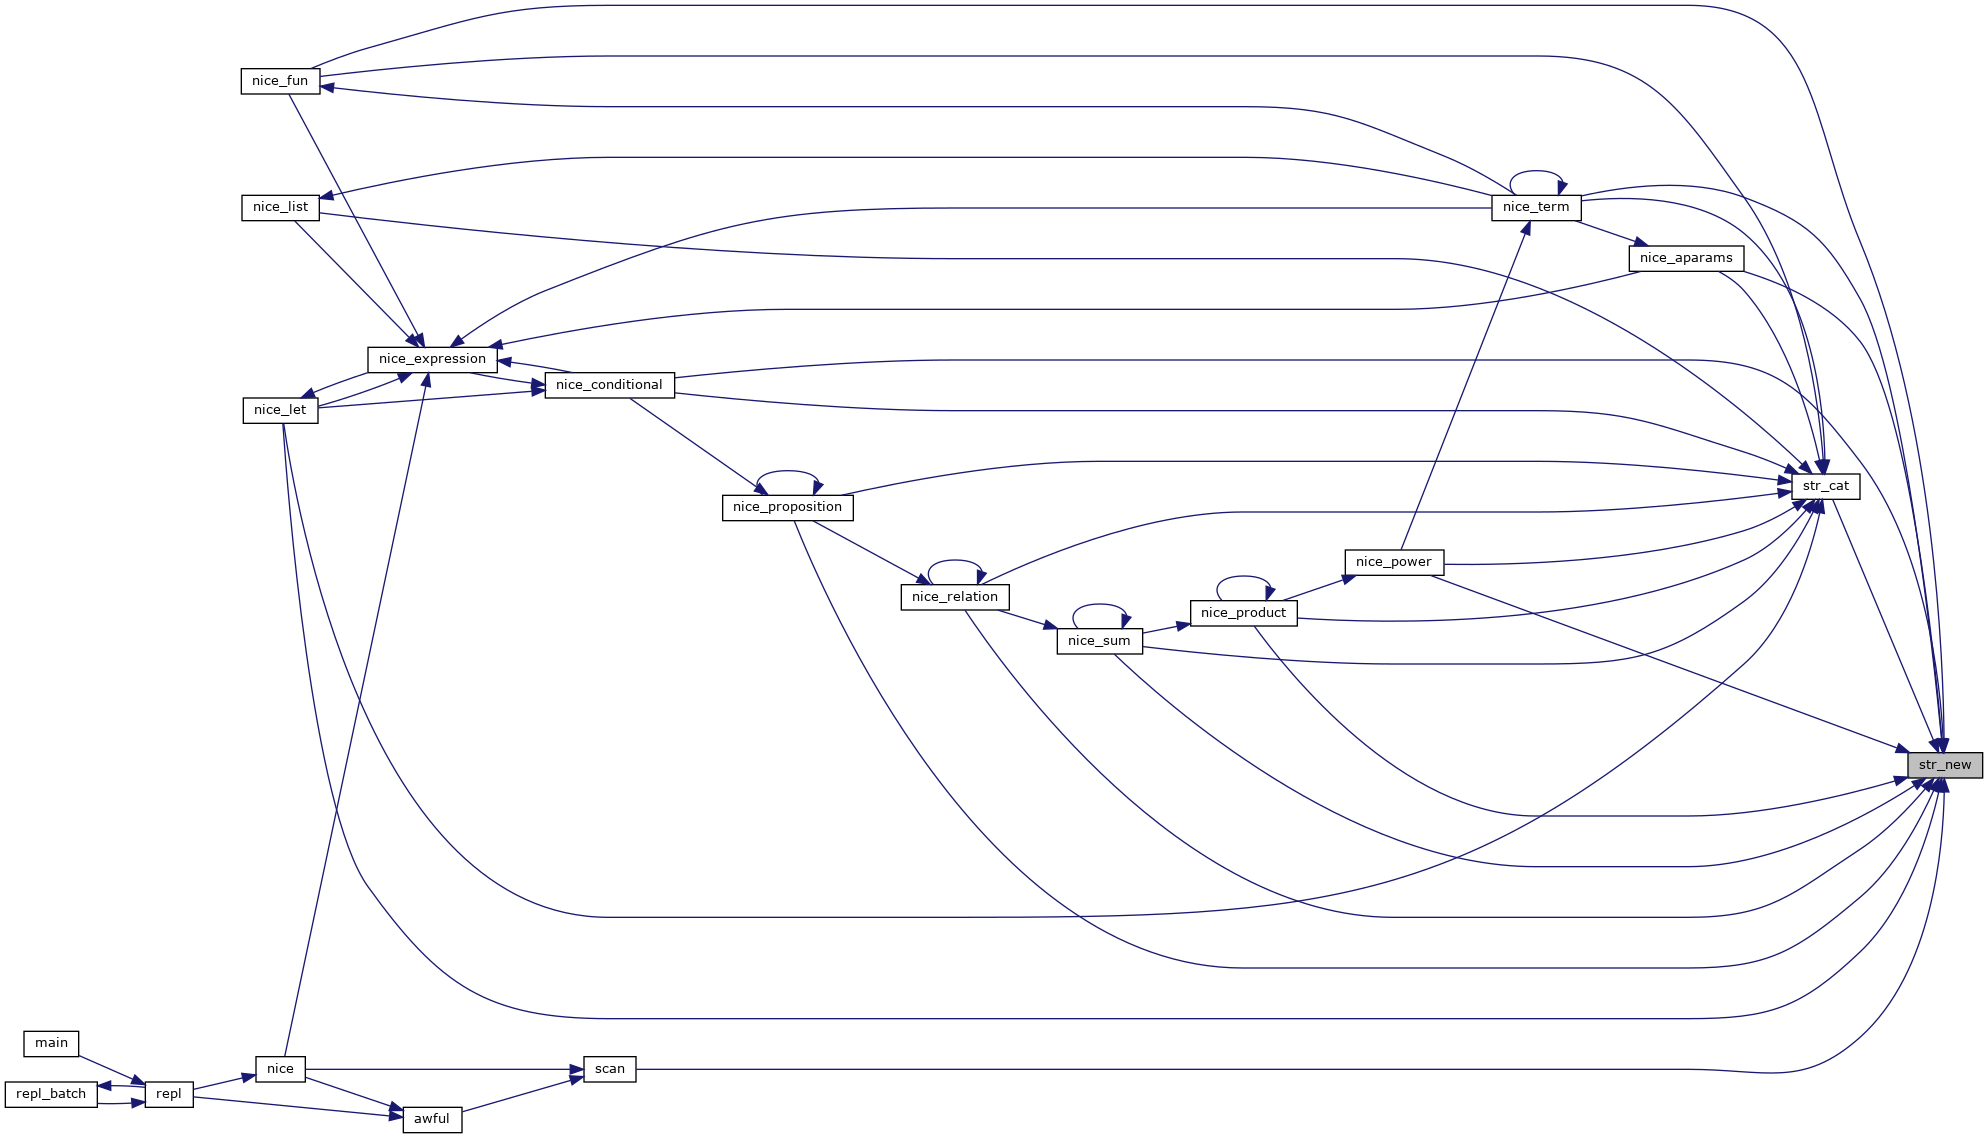 nice_fun
nice_list
nice_term
nice_aparams
nice_expression
nice_conditional
nice_let
str_cat
nice_proposition
nice_power
nice_relation
nice_product
nice_sum
str_new
main
nice
scan
repl_batch
repl
awful